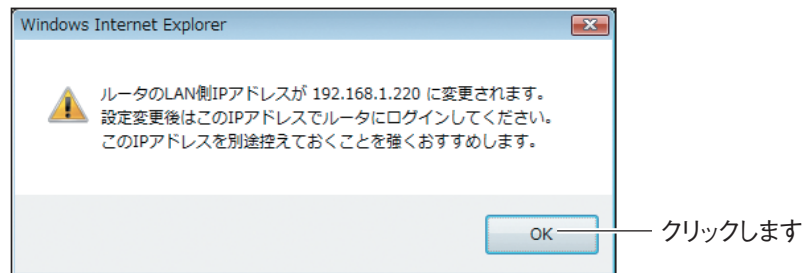 Windows Internet Explorer
ルータのLAN側IPアドレスが 192.168.1.220 に変更されます。
設定変更後はこのIPアドレスでルータにログインしてください。
このIPアドレスを別途控えておくことを強くおすすめします。
OK
クリックします